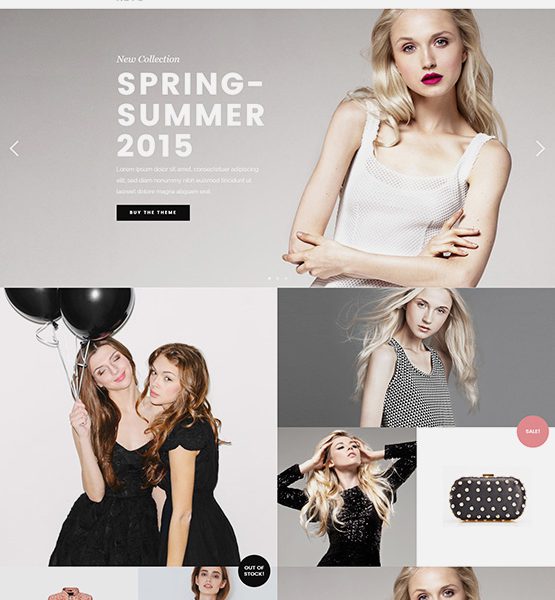 New Collection
SPRING-
SUMMER
2015
Lorem ipsum dolor sit amet, consectetuer adipiscing
elit, sed diam nonummy nibh euismod tincidunt ut
laoreet dolore magna aliquam erat
BUY THE THEME
SALE!
OUT OF
STOCK!